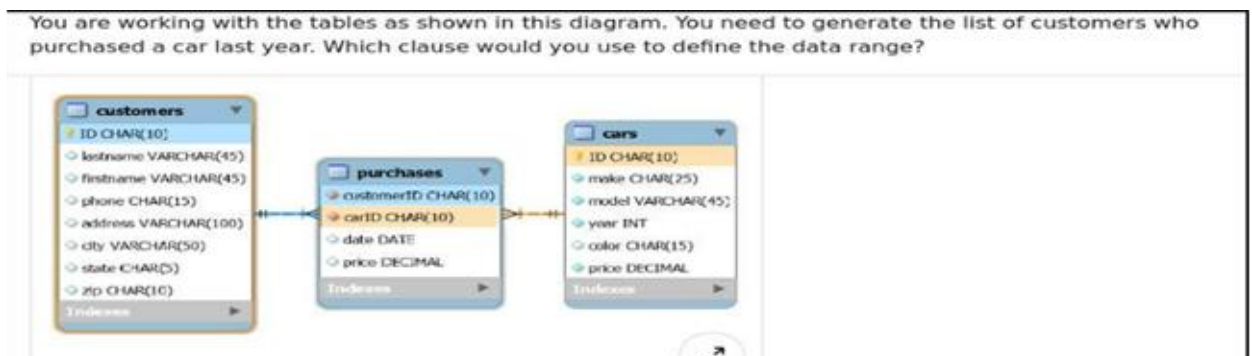 You are working with the tables as shown in this diagram. You need to generate the list of customers who
purchased a car last year. Which clause would you use to define the data range?
customers
ID CHAR(10)
lastname VARCHAR(45)
firstname VARCHAR(45)
phone CHAR(15)
address VARCHAR(100)
city VARCHAR(50)
state CHAR(5)
zip CHAR(10)
Indexes
purchases
customerID CHAR(10)
carID CHAR(10)
date DATE
price DECIMAL
Indexes
cars
ID CHAR(10)
make CHAR(25)
model VARCHAR(45)
year INT
color CHAR(15)
price DECIMAL
Indexes